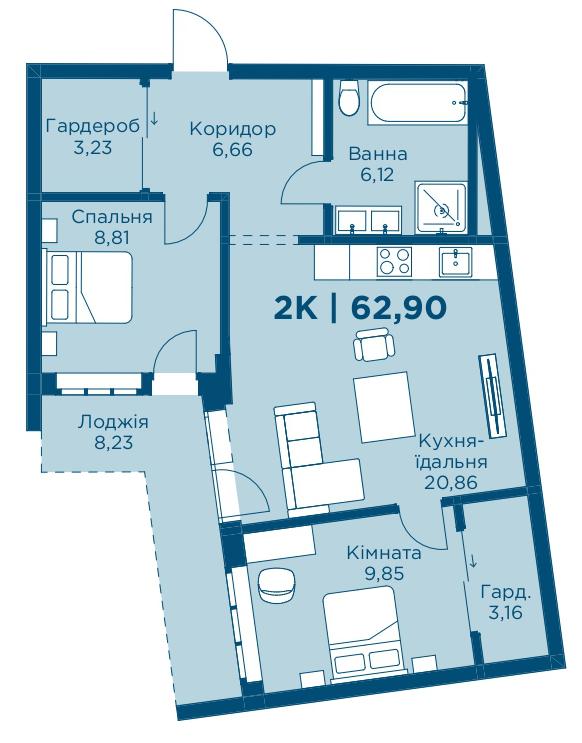 Гардероб
3,23
Коридор
6,66
Ванна
6,12
Спальня
8,81
2К | 62,90
Лоджія
8,23
Кухня-
їдальня
20,86
Кімната
9,85
Гард.
3,16